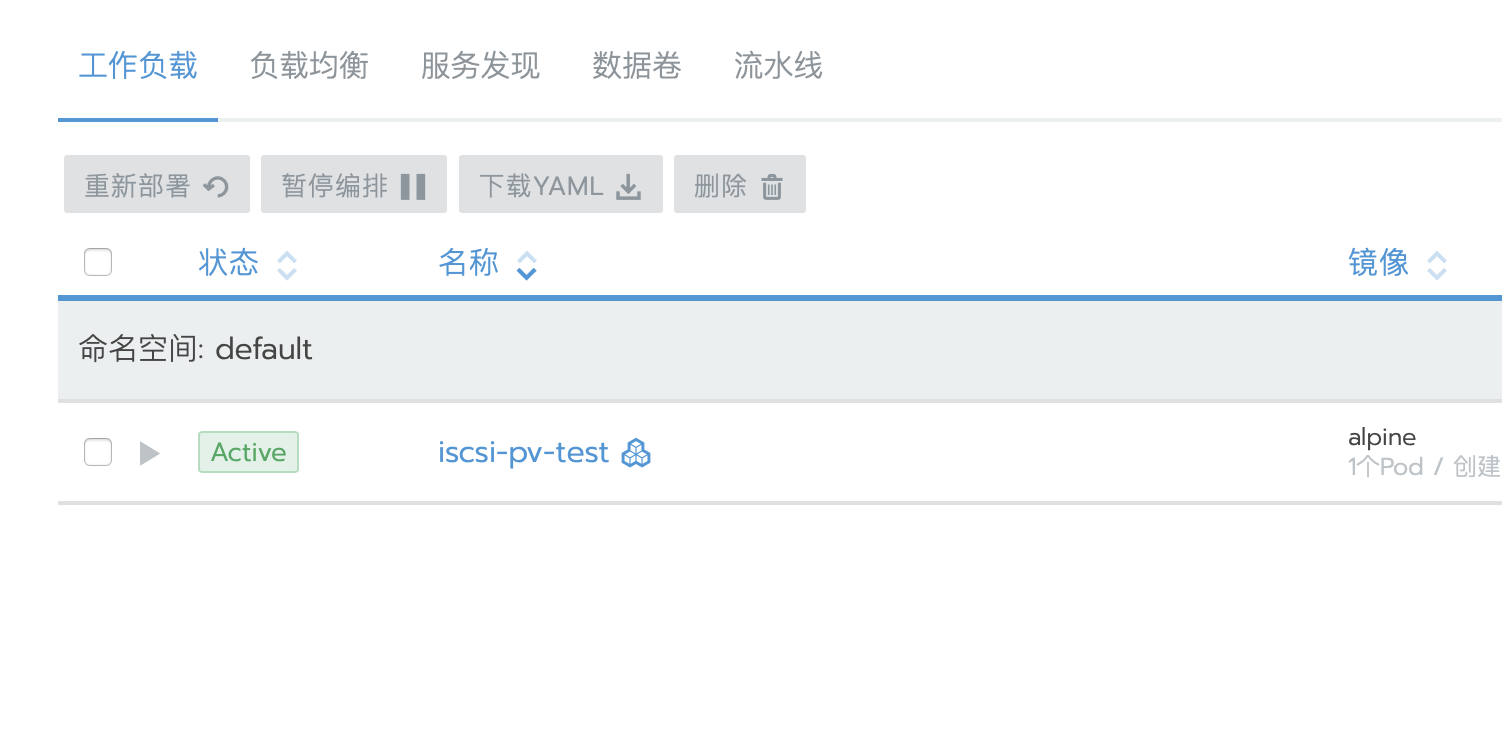 工作负载 负载均衡 服务发现 数据卷 流水线
重新部署 暂停编排 下载YAML 删除
状态 名称 镜像
命名空间: default
Active iscsi-pv-test alpine
1个Pod / 创建